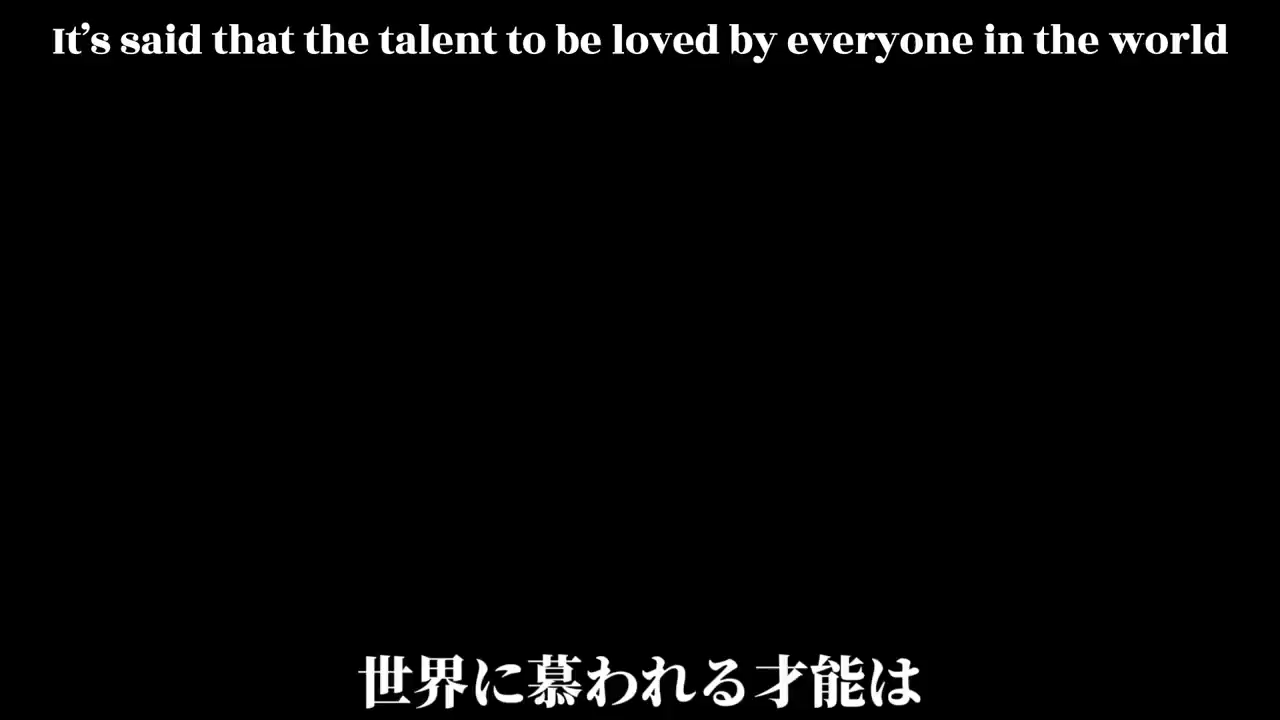 It’s said that the talent to be loved by everyone in the world
世界に慕われる才能は